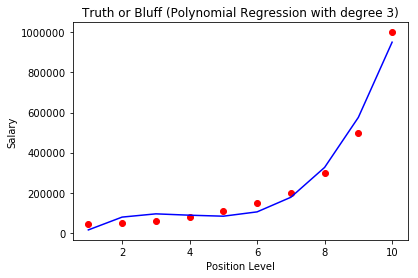 Truth or Bluff (Polynomial Regression with degree 3)
1000000
800000
600000
400000
200000
0
Salary
2 4 6 8 10
Position Level